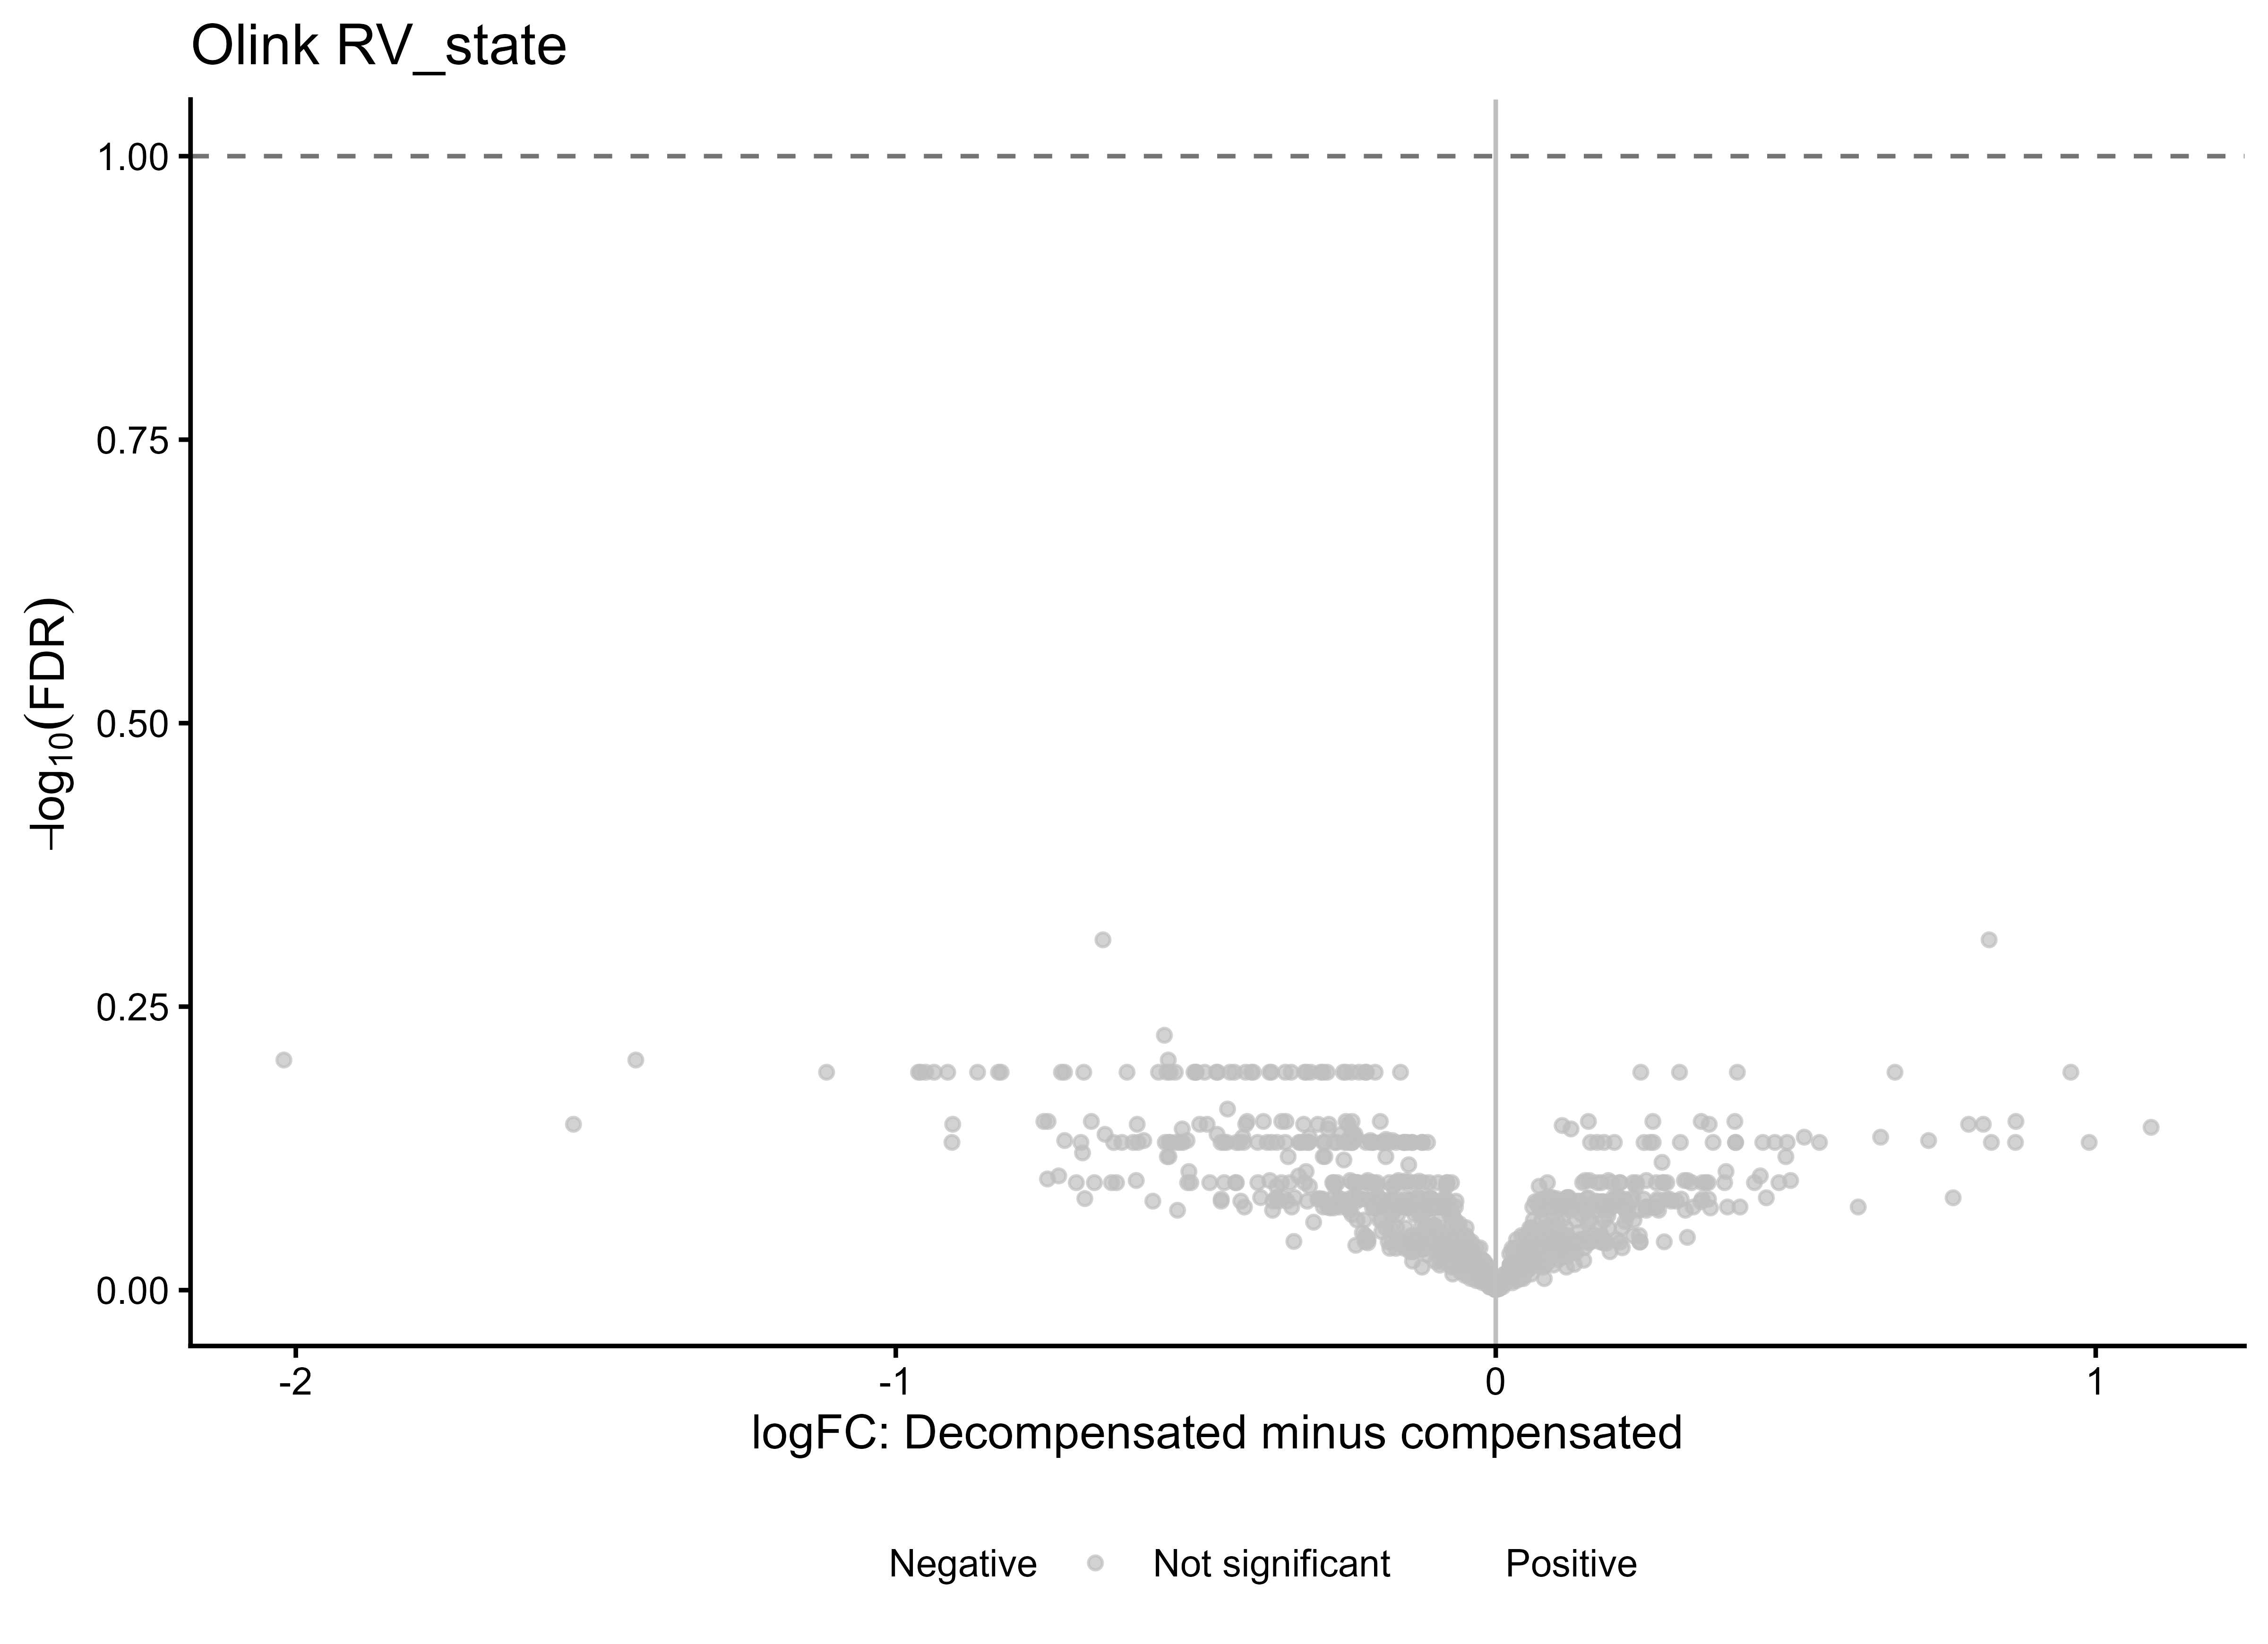 Olink RV_state
1.00
0.75
0.50
0.25
0.00
–log10(FDR)
-2
-1
0
1
logFC: Decompensated minus compensated
Negative
Not significant
Positive